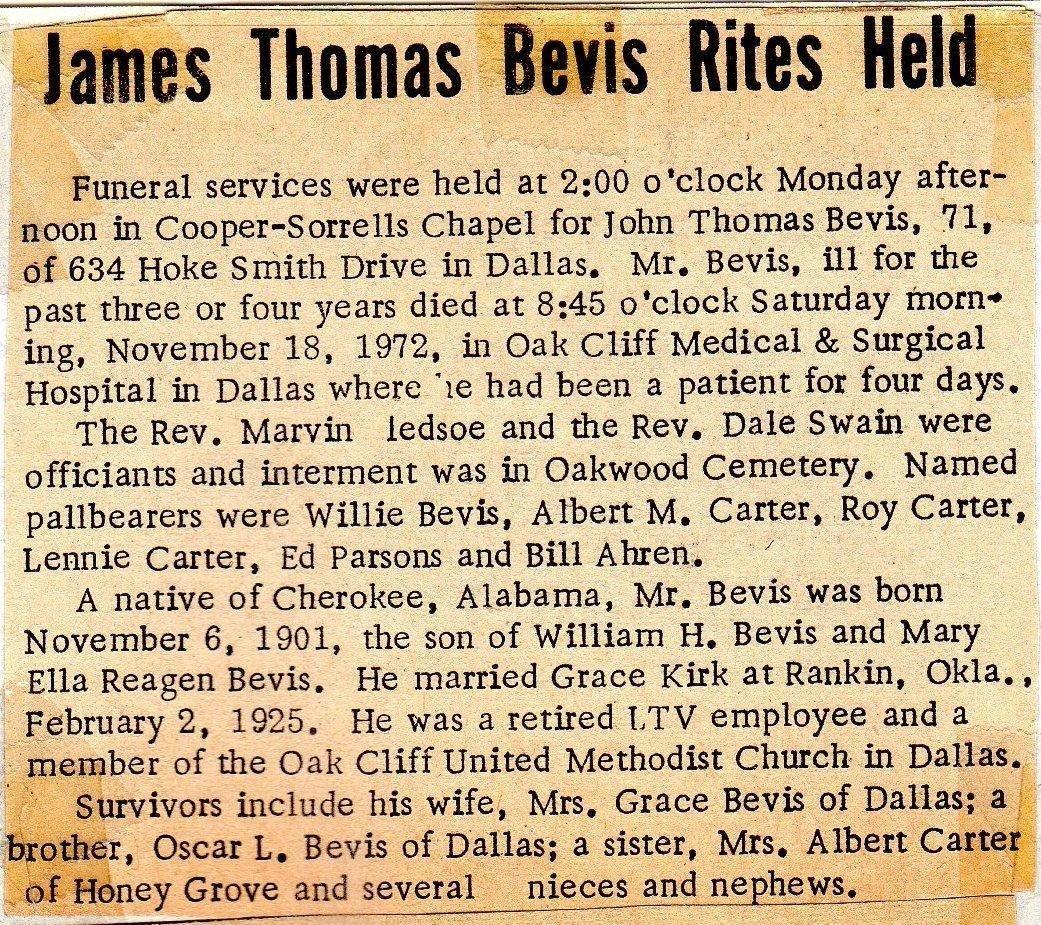 James Thomas Bevis Rites Held
Funeral services were held at 2:00 o'clock Monday after-
noon in Cooper-Sorrells Chapel for John Thomas Bevis, 71,
of 634 Hoke Smith Drive in Dallas. Mr. Bevis, ill for the
past three or four years died at 8:45 o'clock Saturday morn-
ing, November 18, 1972, in Oak Cliff Medical & Surgical
Hospital in Dallas where he had been a patient for four days.
The Rev. Marvin ledsoe and the Rev. Dale Swain were
officiants and interment was in Oakwood Cemetery. Named
pallbearers were Willie Bevis, Albert M. Carter, Roy Carter,
Lennie Carter, Ed Parsons and Bill Ahren.
A native of Cherokee, Alabama, Mr. Bevis was born
November 6, 1901, the son of William H. Bevis and Mary
Ella Reagen Bevis. He married Grace Kirk at Rankin, Okla.,
February 2, 1925. He was a retired LTV employee and a
member of the Oak Cliff United Methodist Church in Dallas.
Survivors include his wife, Mrs. Grace Bevis of Dallas; a
brother, Oscar L. Bevis of Dallas; a sister, Mrs. Albert Carter
of Honey Grove and several nieces and nephews.